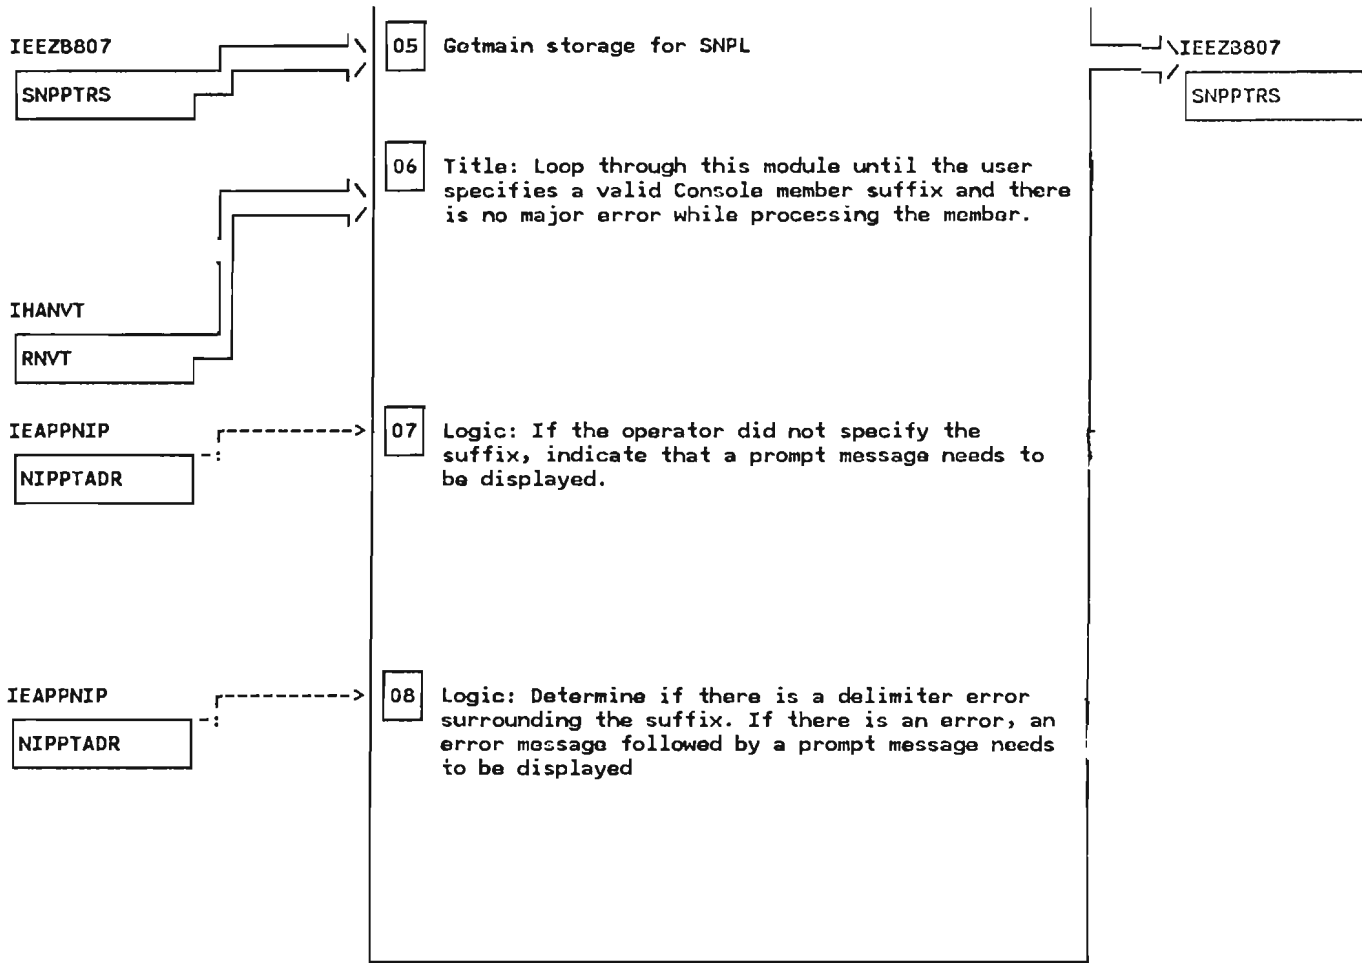 IEEZB807
SNPPTRS
05 Getmain storage for SNPL
IEEZB807
SNPPTRS
06 Title: Loop through this module until the user
specifies a valid Console member suffix and there
is no major error while processing the member.
IHANVT
RNVT
IEAPPNIP
NIPPTADR
07 Logic: If the operator did not specify the
suffix, indicate that a prompt message needs to
be displayed.
IEAPPNIP
NIPPTADR
08 Logic: Determine if there is a delimiter error
surrounding the suffix. If there is an error, an
error message followed by a prompt message needs
to be displayed